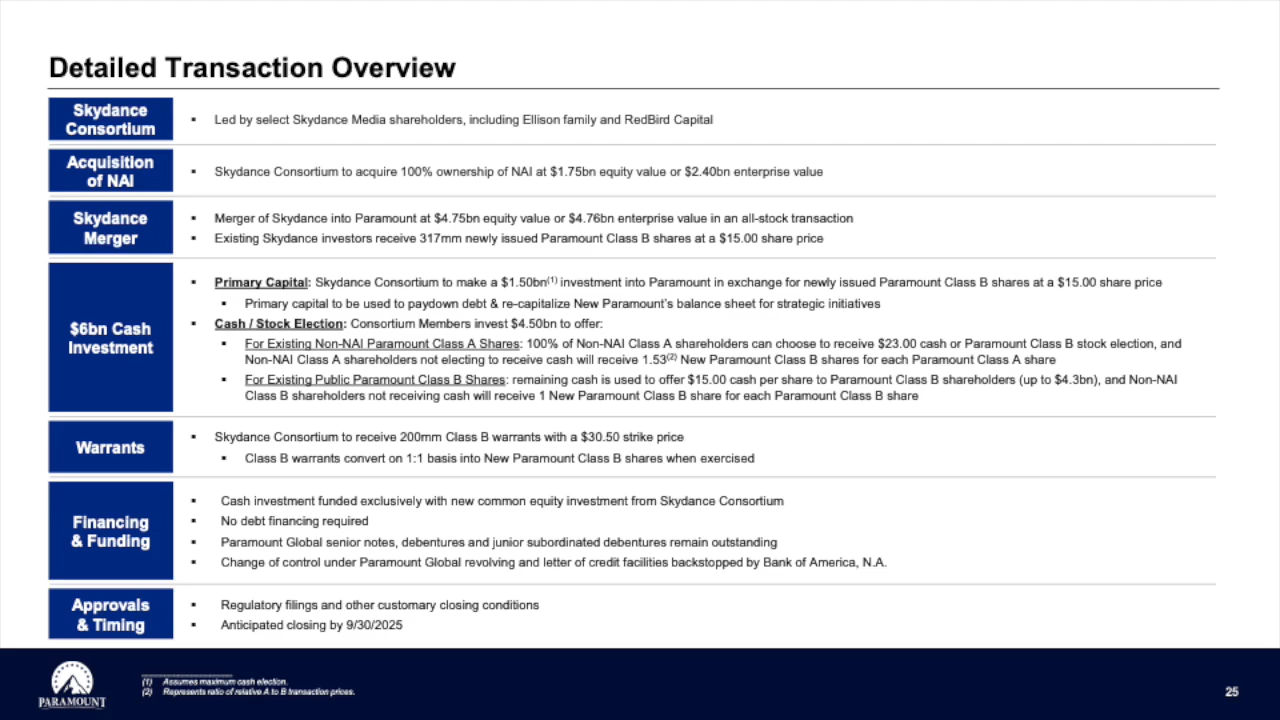 Detailed Transaction Overview
Skydance
Consortium
▪ Led by select Skydance Media shareholders, including Ellison family and RedBird Capital
Acquisition
of NAI
▪ Skydance Consortium to acquire 100% ownership of NAI at $1.75bn equity value or $2.40bn enterprise value
Skydance
Merger
▪ Merger of Skydance into Paramount at $4.75bn equity value or $4.76bn enterprise value in an all-stock transaction
▪ Existing Skydance investors receive 317mm newly issued Paramount Class B shares at a $15.00 share price
$6bn Cash
Investment
▪ Primary Capital: Skydance Consortium to make a $1.50bn(1) investment into Paramount in exchange for newly issued Paramount Class B shares at a $15.00 share price
▪ Primary capital to be used to paydown debt & re-capitalize New Paramount's balance sheet for strategic initiatives
▪ Cash / Stock Election: Consortium Members invest $4.50bn to offer:
▪ For Existing Non-NAI Paramount Class A Shares: 100% of Non-NAI Class A shareholders can choose to receive $23.00 cash or Paramount Class B stock election, and
Non-NAI Class A shareholders not electing to receive cash will receive 1.53(2) New Paramount Class B shares for each Paramount Class A share
▪ For Existing Public Paramount Class B Shares: remaining cash is used to offer $15.00 cash per share to Paramount Class B shareholders (up to $4.3bn), and Non-NAI
Class B shareholders not receiving cash will receive 1 New Paramount Class B share for each Paramount Class B share
Warrants
▪ Skydance Consortium to receive 200mm Class B warrants with a $30.50 strike price
▪ Class B warrants convert on 1:1 basis into New Paramount Class B shares when exercised
Financing
& Funding
▪ Cash investment funded exclusively with new common equity investment from Skydance Consortium
▪ No debt financing required
▪ Paramount Global senior notes, debentures and junior subordinated debentures remain outstanding
▪ Change of control under Paramount Global revolving and letter of credit facilities backstopped by Bank of America, N.A.
Approvals
& Timing
▪ Regulatory filings and other customary closing conditions
▪ Anticipated closing by 9/30/2025
PARAMOUNT
(1) Assumes maximum cash election.
(2) Represents ratio of relative A to B transaction prices.
25